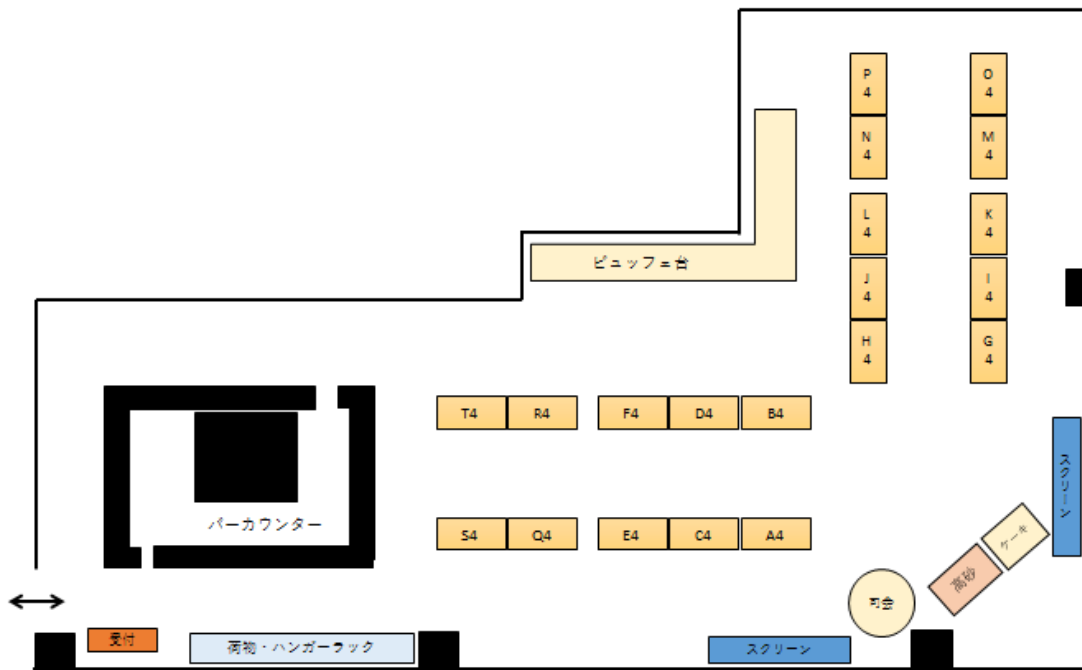 P
4
O
4
N
4
M
4
L
4
K
4
ビュッフェ台
J
4
I
4
H
4
G
4
T4
R4
F4
D4
B4
スクリーン
バーカウンター
S4
Q4
E4
C4
A4
ケーキ
高砂
司会
受付
荷物・ハンガーラック
スクリーン